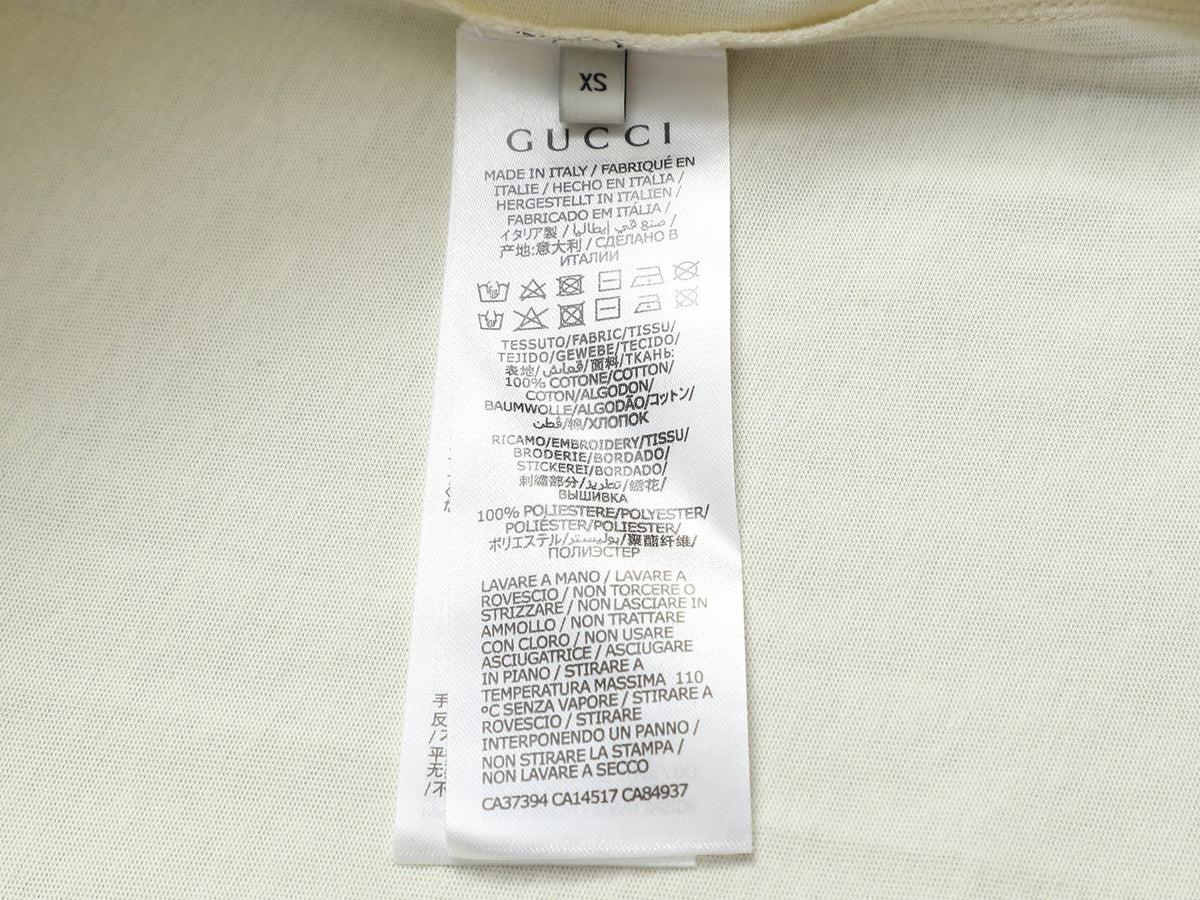 XS
GUCCI
MADE IN ITALY / FABRIQUÉ EN
ITALIE / HECHO EN ITALIA /
HERGESTELLT IN ITALIEN /
FABRICADO EM ITÁLIA /
イタリア製 / صنع في إيطاليا /
产地:意大利 / СДЕЛАНО В
ИТАЛИИ
TESSUTO/FABRIC/TISSU/
TEJIDO/GEWEBE/TECIDO/
表地/قماش/面料/ТКАНЬ:
100% COTONE/COTTON/
COTON/ALGODON/
BAUMWOLLE/ALGODÃO/コットン/
قطن/棉/ХЛОПОК
RICAMO/EMBROIDERY/TISSU/
BRODERIE/BORDADO/
STICKEREI/BORDADO/
刺繍部分/تطريز/绣花/
ВЫШИВКА
100% POLIESTERE/POLYESTER/
POLIÉSTER/POLIESTER/
ポリエステル/بوليستر/聚酯纤维/
ПОЛИЭСТЕР
LAVARE A MANO / LAVARE A
ROVESCIO / NON TORCERE O
STRIZZARE / NON LASCIARE IN
AMMOLLO / NON TRATTARE
CON CLORO / NON USARE
ASCIUGATRICE / ASCIUGARE
IN PIANO / STIRARE A
TEMPERATURA MASSIMA 110
°C SENZA VAPORE / STIRARE A
ROVESCIO / STIRARE
INTERPONENDO UN PANNO /
NON STIRARE LA STAMPA /
NON LAVARE A SECCO
CA37394 CA14517 CA84937
手
反
/平
无
/不